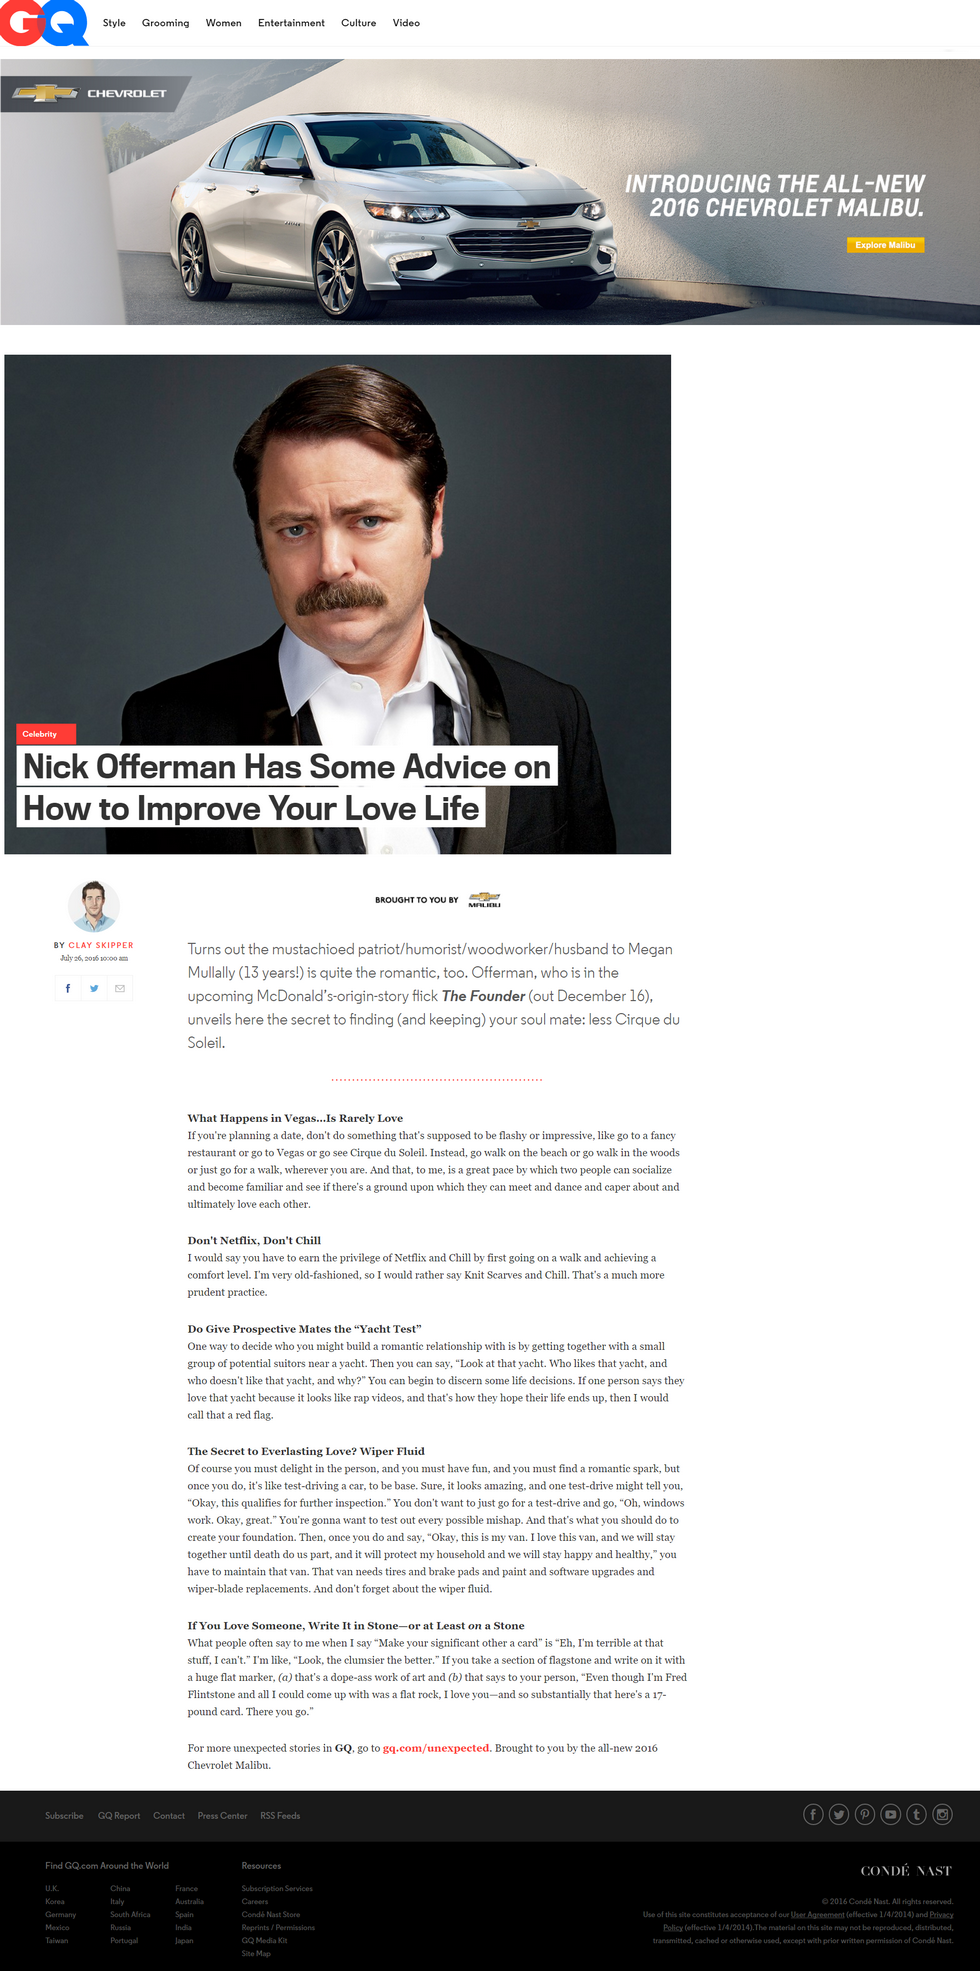 GQ
Style Grooming Women Entertainment Culture Video
CHEVROLET
INTRODUCING THE ALL-NEW
2016 CHEVROLET MALIBU.
Explore Malibu
Celebrity
Nick Offerman Has Some Advice on
How to Improve Your Love Life
BY CLAY SKIPPER
July 26, 2016 10:00 am
BROUGHT TO YOU BY MALIBU
Turns out the mustachioed patriot/humorist/woodworker/husband to Megan
Mullally (13 years!) is quite the romantic, too. Offerman, who is in the
upcoming McDonald's-origin-story flick The Founder (out December 16),
unveils here the secret to finding (and keeping) your soul mate: less Cirque du
Soleil.
What Happens in Vegas...Is Rarely Love
If you're planning a date, don't do something that's supposed to be flashy or impressive, like go to a fancy
restaurant or go to Vegas or go see Cirque du Soleil. Instead, go walk on the beach or go walk in the woods
or just go for a walk, wherever you are. And that, to me, is a great pace by which two people can socialize
and become familiar and see if there's a ground upon which they can meet and dance and caper about and
ultimately love each other.
Don't Netflix, Don't Chill
I would say you have to earn the privilege of Netflix and Chill by first going on a walk and achieving a
comfort level. I'm very old-fashioned, so I would rather say Knit Scarves and Chill. That's a much more
prudent practice.
Do Give Prospective Mates the “Yacht Test”
One way to decide who you might build a romantic relationship with is by getting together with a small
group of potential suitors near a yacht. Then you can say, “Look at that yacht. Who likes that yacht, and
who doesn't like that yacht, and why?” You can begin to discern some life decisions. If one person says they
love that yacht because it looks like rap videos, and that's how they hope their life ends up, then I would
call that a red flag.
The Secret to Everlasting Love? Wiper Fluid
Of course you must delight in the person, and you must have fun, and you must find a romantic spark, but
once you do, it's like test-driving a car, to be base. Sure, it looks amazing, and one test-drive might tell you,
“Okay, this qualifies for further inspection.” You don't want to just go for a test-drive and go, “Oh, windows
work. Okay, great.” You're gonna want to test out every possible mishap. And that's what you should do to
create your foundation. Then, once you do and say, “Okay, this is my van. I love this van, and we will stay
together until death do us part, and it will protect my household and we will stay happy and healthy,” you
have to maintain that van. That van needs tires and brake pads and paint and software upgrades and
wiper-blade replacements. And don't forget about the wiper fluid.
If You Love Someone, Write It in Stone—or at Least on a Stone
What people often say to me when I say “Make your significant other a card” is “Eh, I'm terrible at that
stuff, I can't.” I'm like, “Look, the clumsier the better.” If you take a section of flagstone and write on it with
a huge flat marker, (a) that's a dope-ass work of art and (b) that says to your person, “Even though I'm Fred
Flintstone and all I could come up with was a flat rock, I love you—and so substantially that here's a 17-
pound card. There you go.”
For more unexpected stories in GQ, go to gq.com/unexpected. Brought to you by the all-new 2016
Chevrolet Malibu.
Subscribe GQ Report Contact Press Center RSS Feeds
Find GQ.com Around the World Resources
CONDÉ NAST
U.K. China France Subscription Services
Korea Italy Australia Careers
Germany South Africa Spain Condé Nast Store
Mexico Russia India Reprints / Permissions
Taiwan Portugal Japan GQ Media Kit
Site Map
© 2016 Condé Nast. All rights reserved.
Use of this site constitutes acceptance of our User Agreement (effective 1/4/2014) and Privacy
Policy (effective 1/4/2014).The material on this site may not be reproduced, distributed,
transmitted, cached or otherwise used, except with prior written permission of Condé Nast.